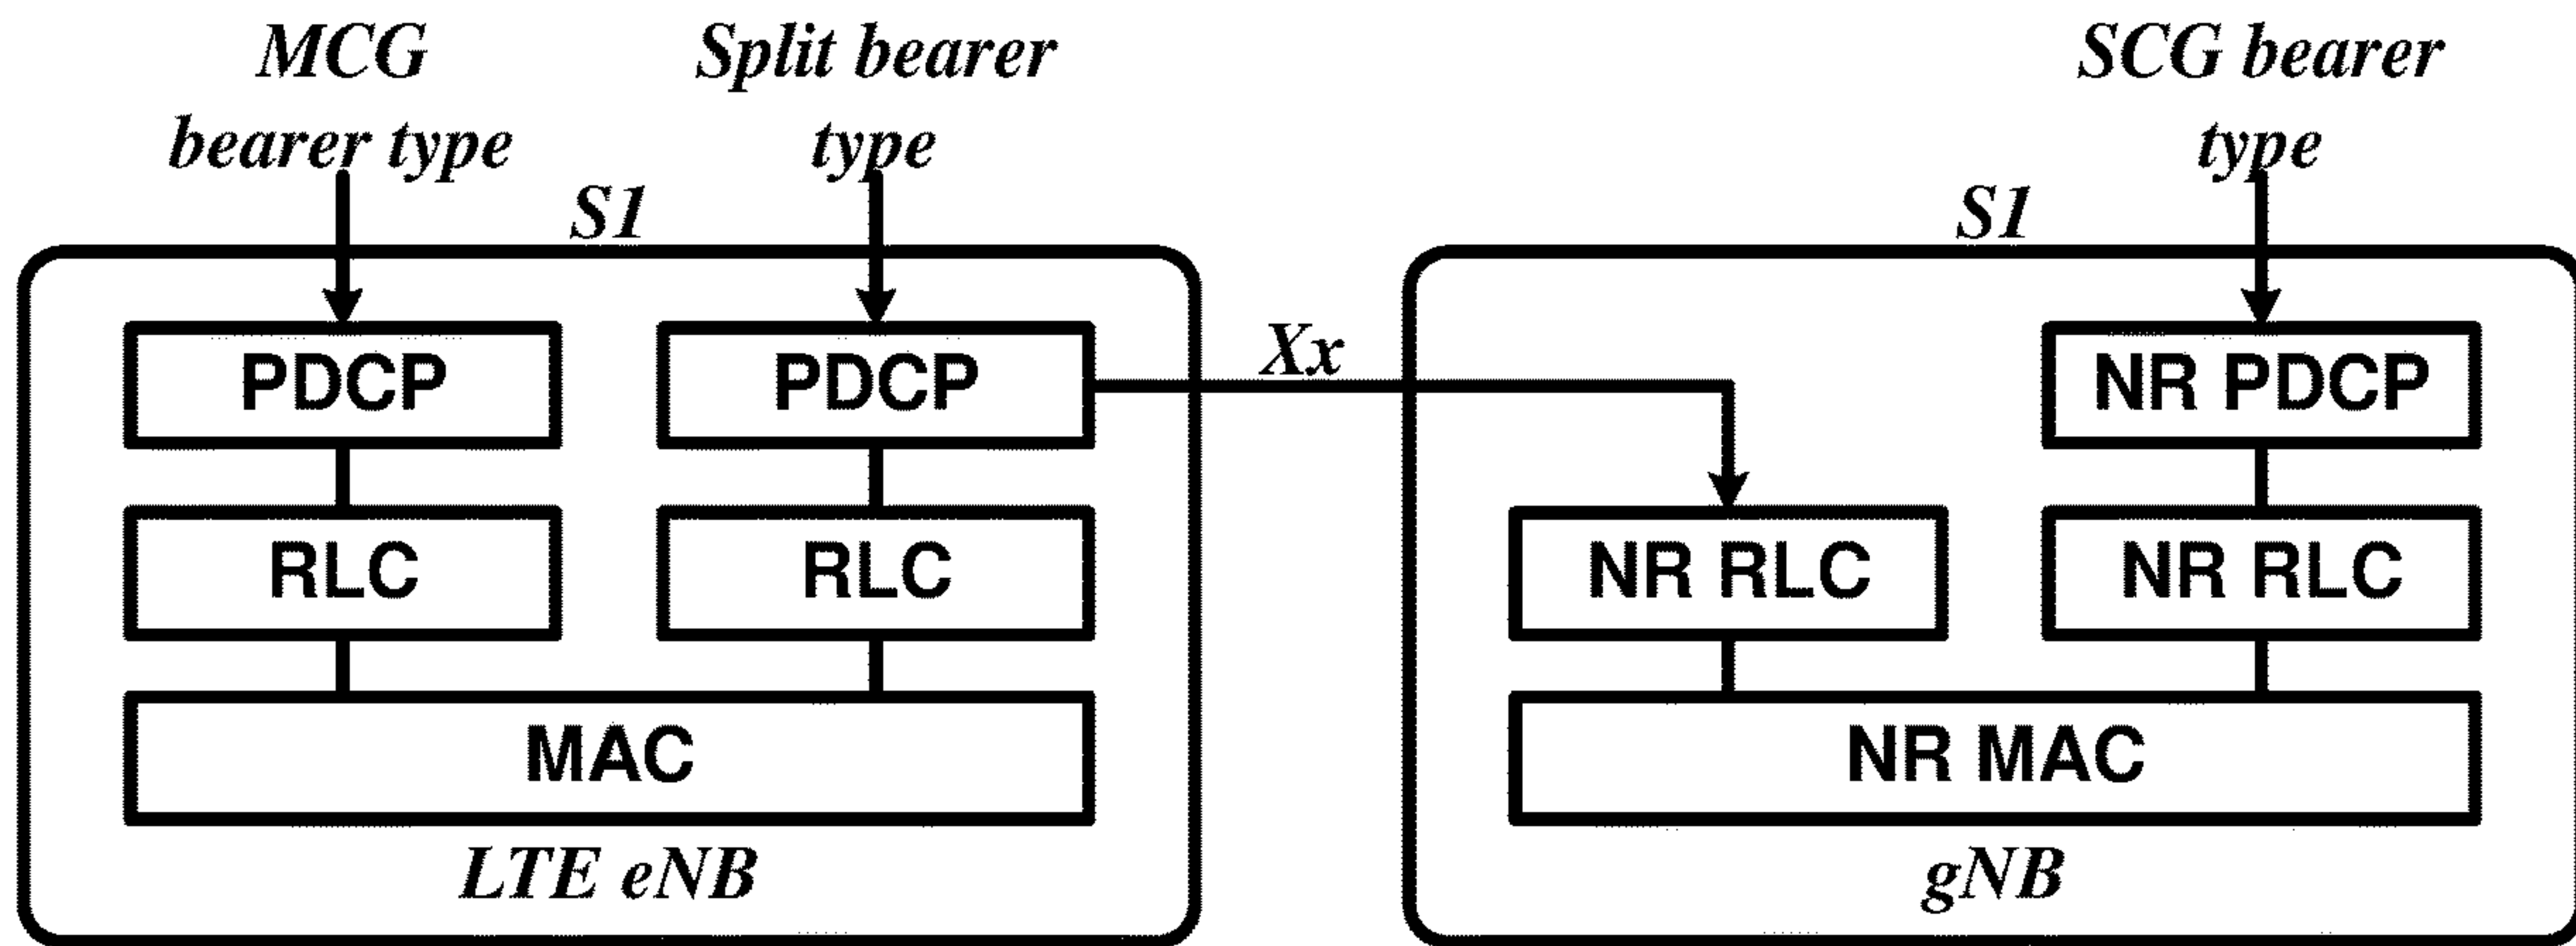 MCG
bearer type
Split bearer
type
SCG bearer
type
S1
S1
Xx
PDCP
PDCP
NR PDCP
RLC
RLC
NR RLC
NR RLC
MAC
NR MAC
LTE eNB
gNB